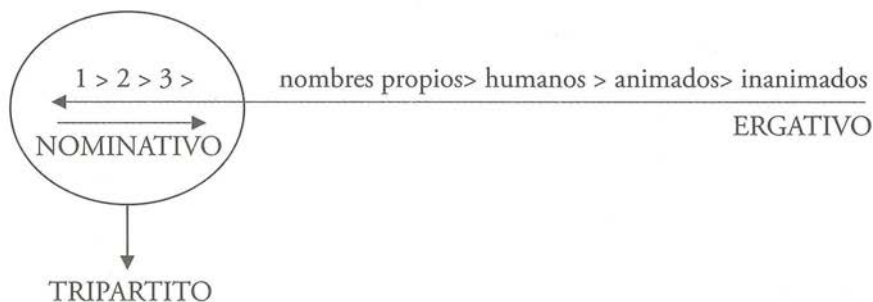 1 > 2 > 3 > nombres propios> humanos > animados> inanimados
ERGATIVO
NOMINATIVO
TRIPARTITO